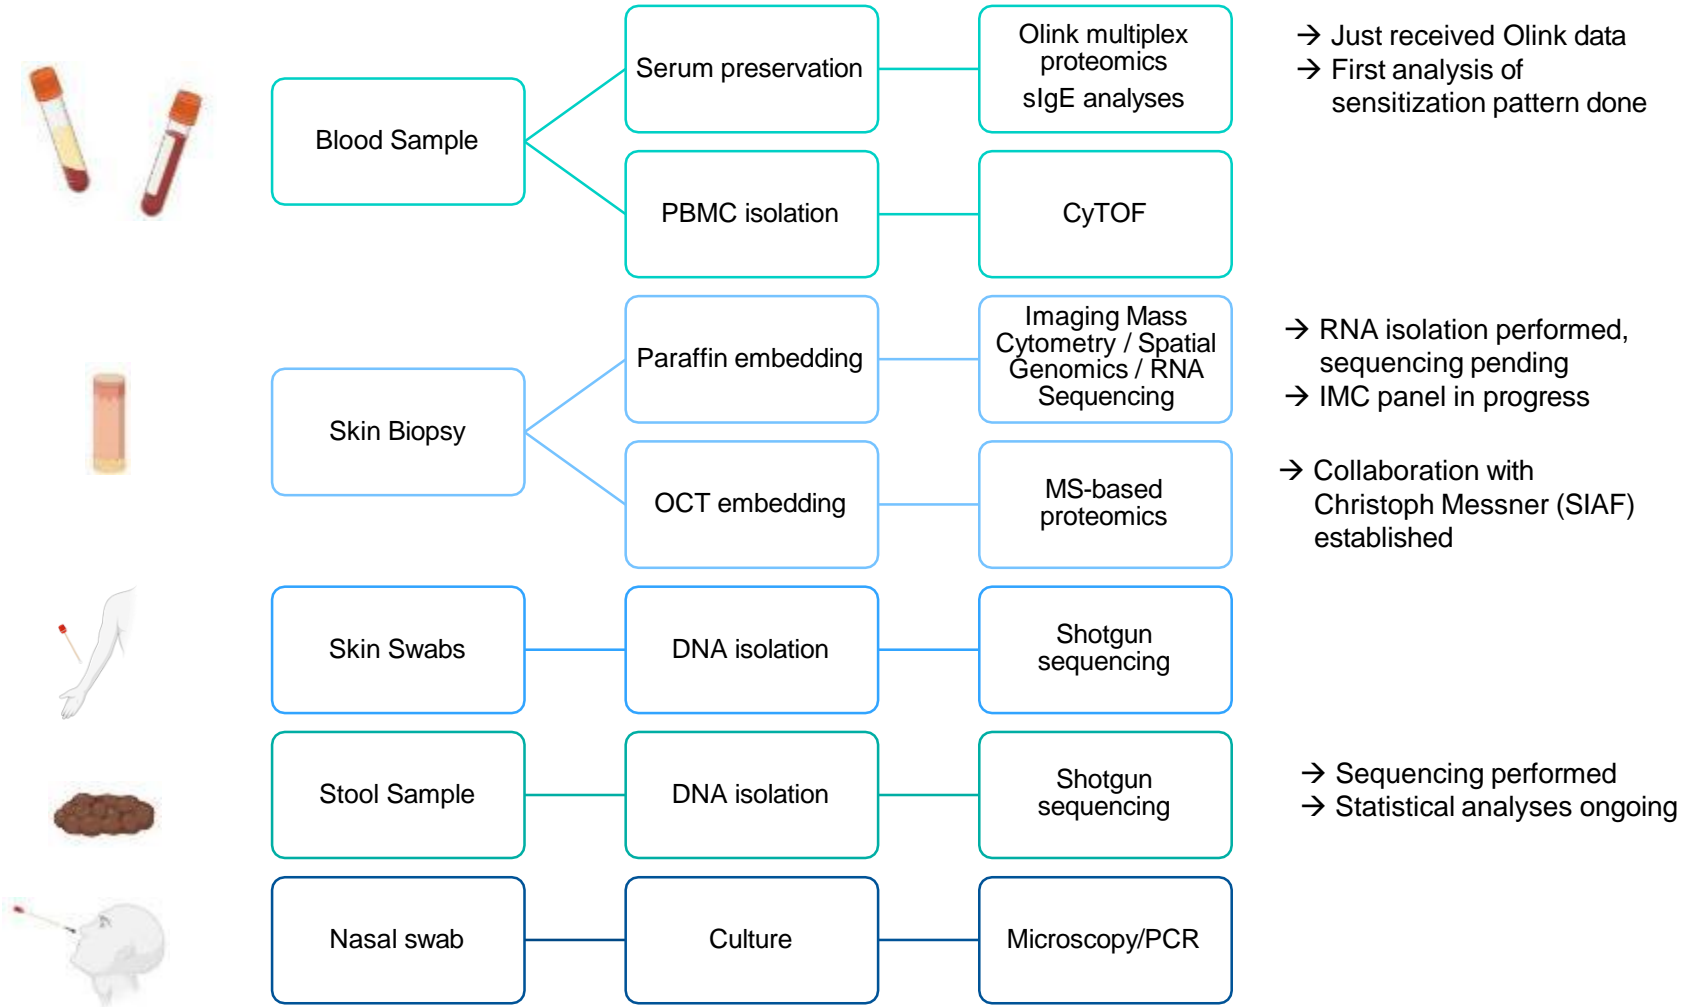 Blood Sample
Serum preservation
Olink multiplex
proteomics
sIgE analyses
→ Just received Olink data
→ First analysis of
sensitization pattern done
PBMC isolation
CyTOF
Skin Biopsy
Paraffin embedding
Imaging Mass
Cytometry / Spatial
Genomics / RNA
Sequencing
→ RNA isolation performed,
sequencing pending
→ IMC panel in progress
OCT embedding
MS-based
proteomics
→ Collaboration with
Christoph Messner (SIAF)
established
Skin Swabs
DNA isolation
Shotgun
sequencing
Stool Sample
DNA isolation
Shotgun
sequencing
→ Sequencing performed
→ Statistical analyses ongoing
Nasal swab
Culture
Microscopy/PCR